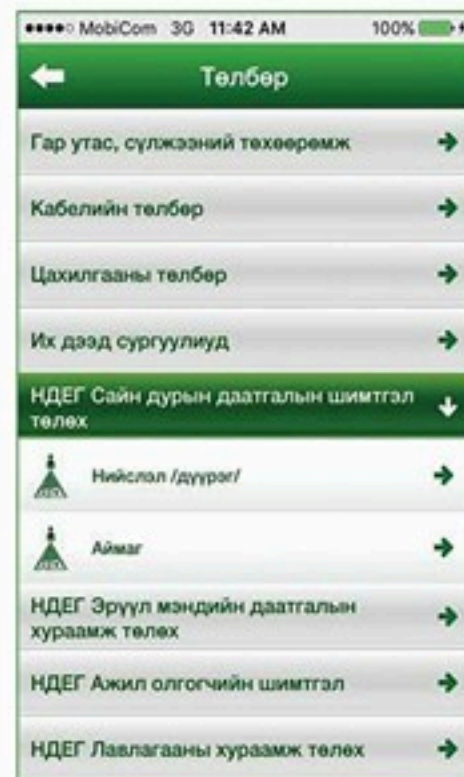 MobiCom 3G 11:42 AM 100%
Төлбөр
Гар утас, сүлжээний төхөөрөмж
Кабелийн төлбөр
Цахилгааны төлбөр
Их дээд сургуулиуд
НДЕГ Сайн дурын даатгалын шимтгэл
төлөх
Нийслэл /дүүрэг/
Аймаг
НДЕГ Эрүүл мэндийн даатгалын
хураамж төлөх
НДЕГ Ажил олгогчийн шимтгэл
НДЕГ Лавлагааны хураамж төлөх